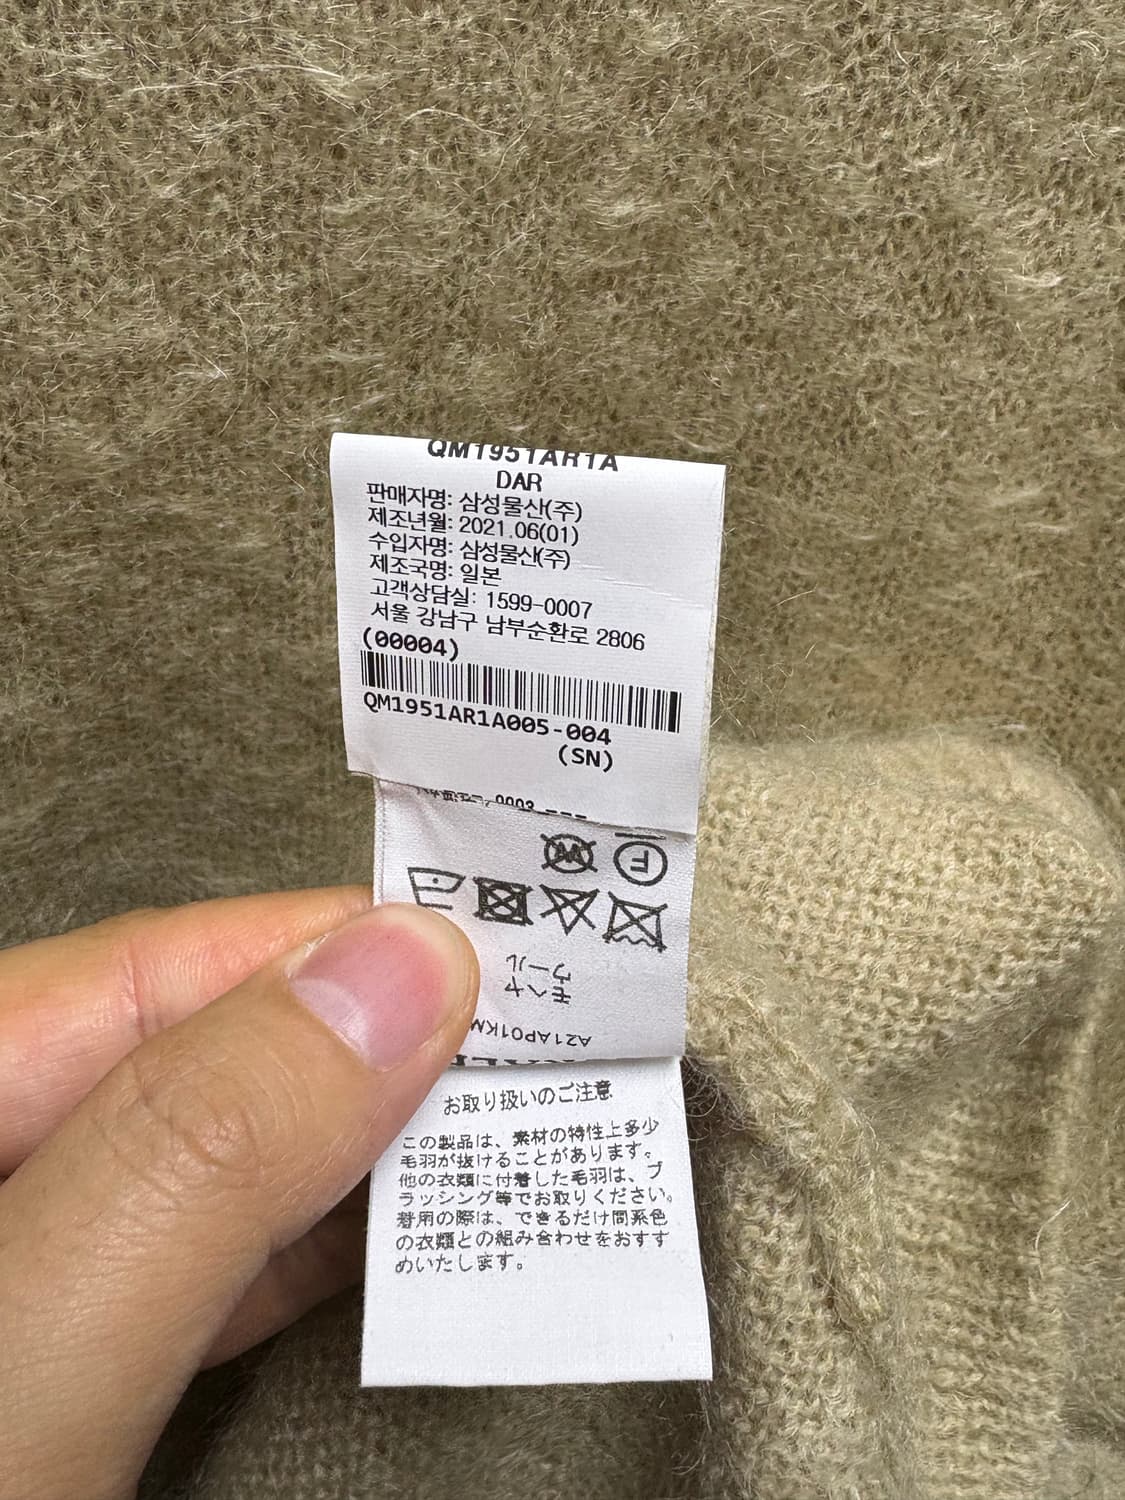 QM1951AR1A
DAR
판매자명: 삼성물산(주)
제조년월: 2021.06(01)
수입자명: 삼성물산(주)
제조국명: 일본
고객상담실: 1599-0007
서울 강남구 남부순환로 2806
(00004)
QM1951AR1A005-004
(SN)
0003
W
F
ウール
モヘヤ
A21AP01KM
お取り扱いのご注意
この製品は、素材の特性上多少
毛羽が抜けることがあります。
他の衣類に付着した毛羽は、ブ
ラッシング等でお取りください。
着用の際は、できるだけ同系色
の衣類との組み合わせをおすす
めいたします。